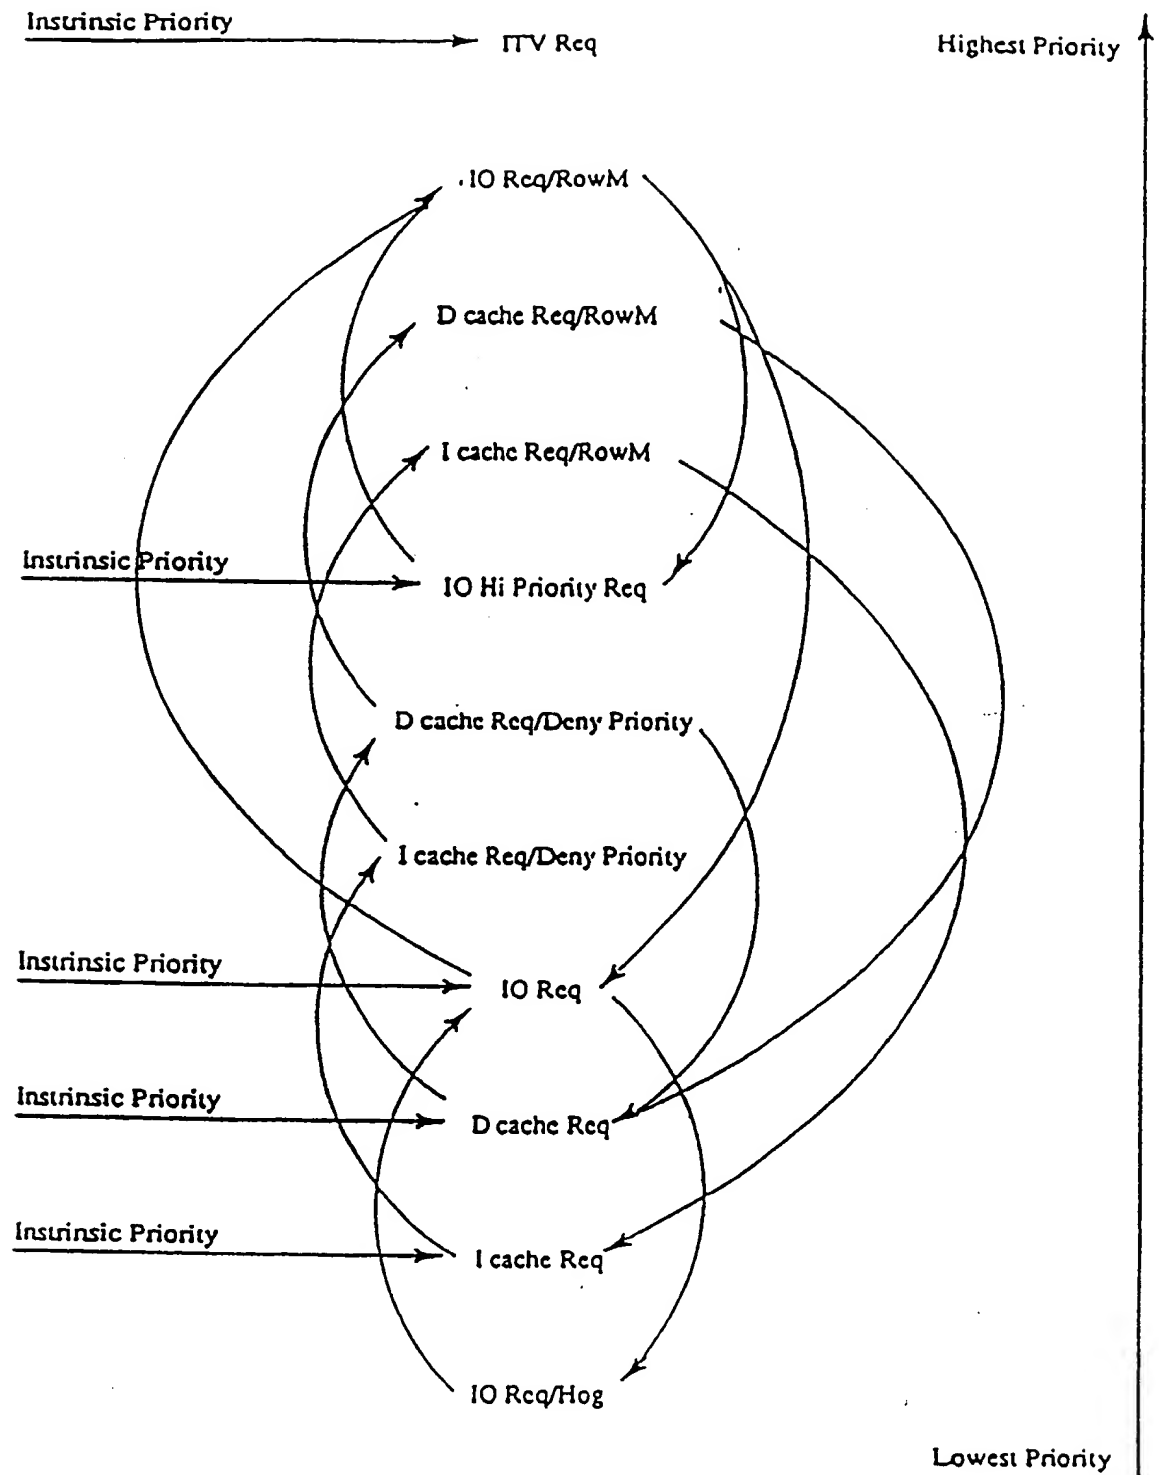 Instrinsic Priority
ITV Req
Highest Priority
IO Req/RowM
D cache Req/RowM
I cache Req/RowM
Instrinsic Priority
IO Hi Priority Req
D cache Req/Deny Priority
I cache Req/Deny Priority
Instrinsic Priority
IO Req
Instrinsic Priority
D cache Req
Instrinsic Priority
I cache Req
IO Req/Hog
Lowest Priority